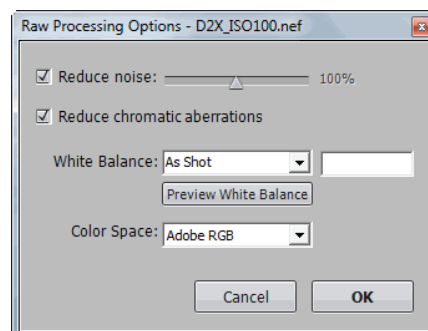 Raw Processing Options - D2X_ISO100.nef
Reduce noise: 100%
Reduce chromatic aberrations
White Balance: As Shot
Preview White Balance
Color Space: Adobe RGB
Cancel OK